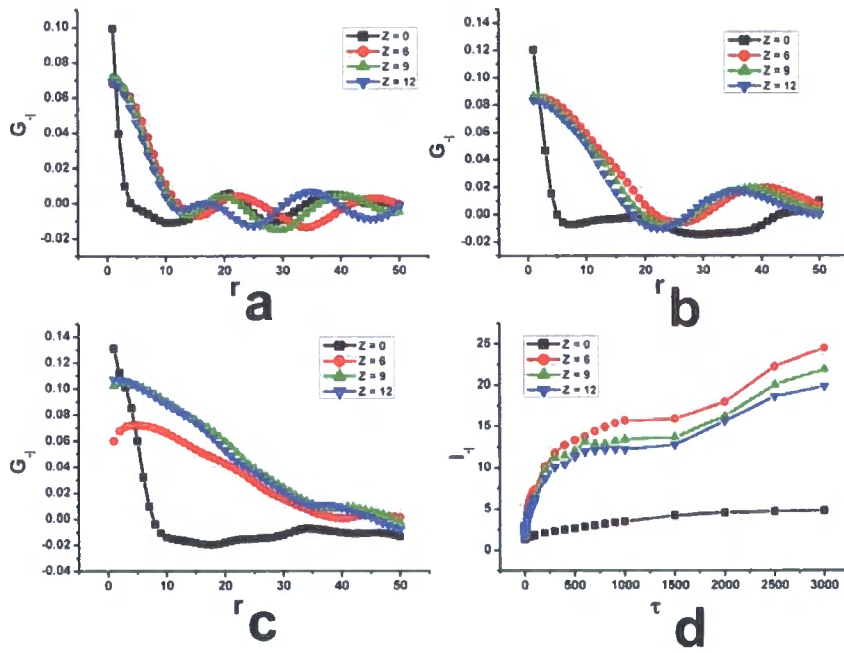 0.10
0.08
0.06
0.04
0.02
0.00
-0.02
G-l
0 10 20 30 40 50
r
a
Z = 0
Z = 6
Z = 9
Z = 12
0.14
0.12
0.10
0.08
0.06
0.04
0.02
0.00
-0.02
G-l
0 10 20 30 40 50
r
b
Z = 0
Z = 6
Z = 9
Z = 12
0.14
0.12
0.10
0.08
0.06
0.04
0.02
0.00
-0.02
-0.04
G-l
0 10 20 30 40 50
r
c
Z = 0
Z = 6
Z = 9
Z = 12
25
20
15
10
5
0
l-l
0 500 1000 1500 2000 2500 3000
τ
d
Z = 0
Z = 6
Z = 9
Z = 12